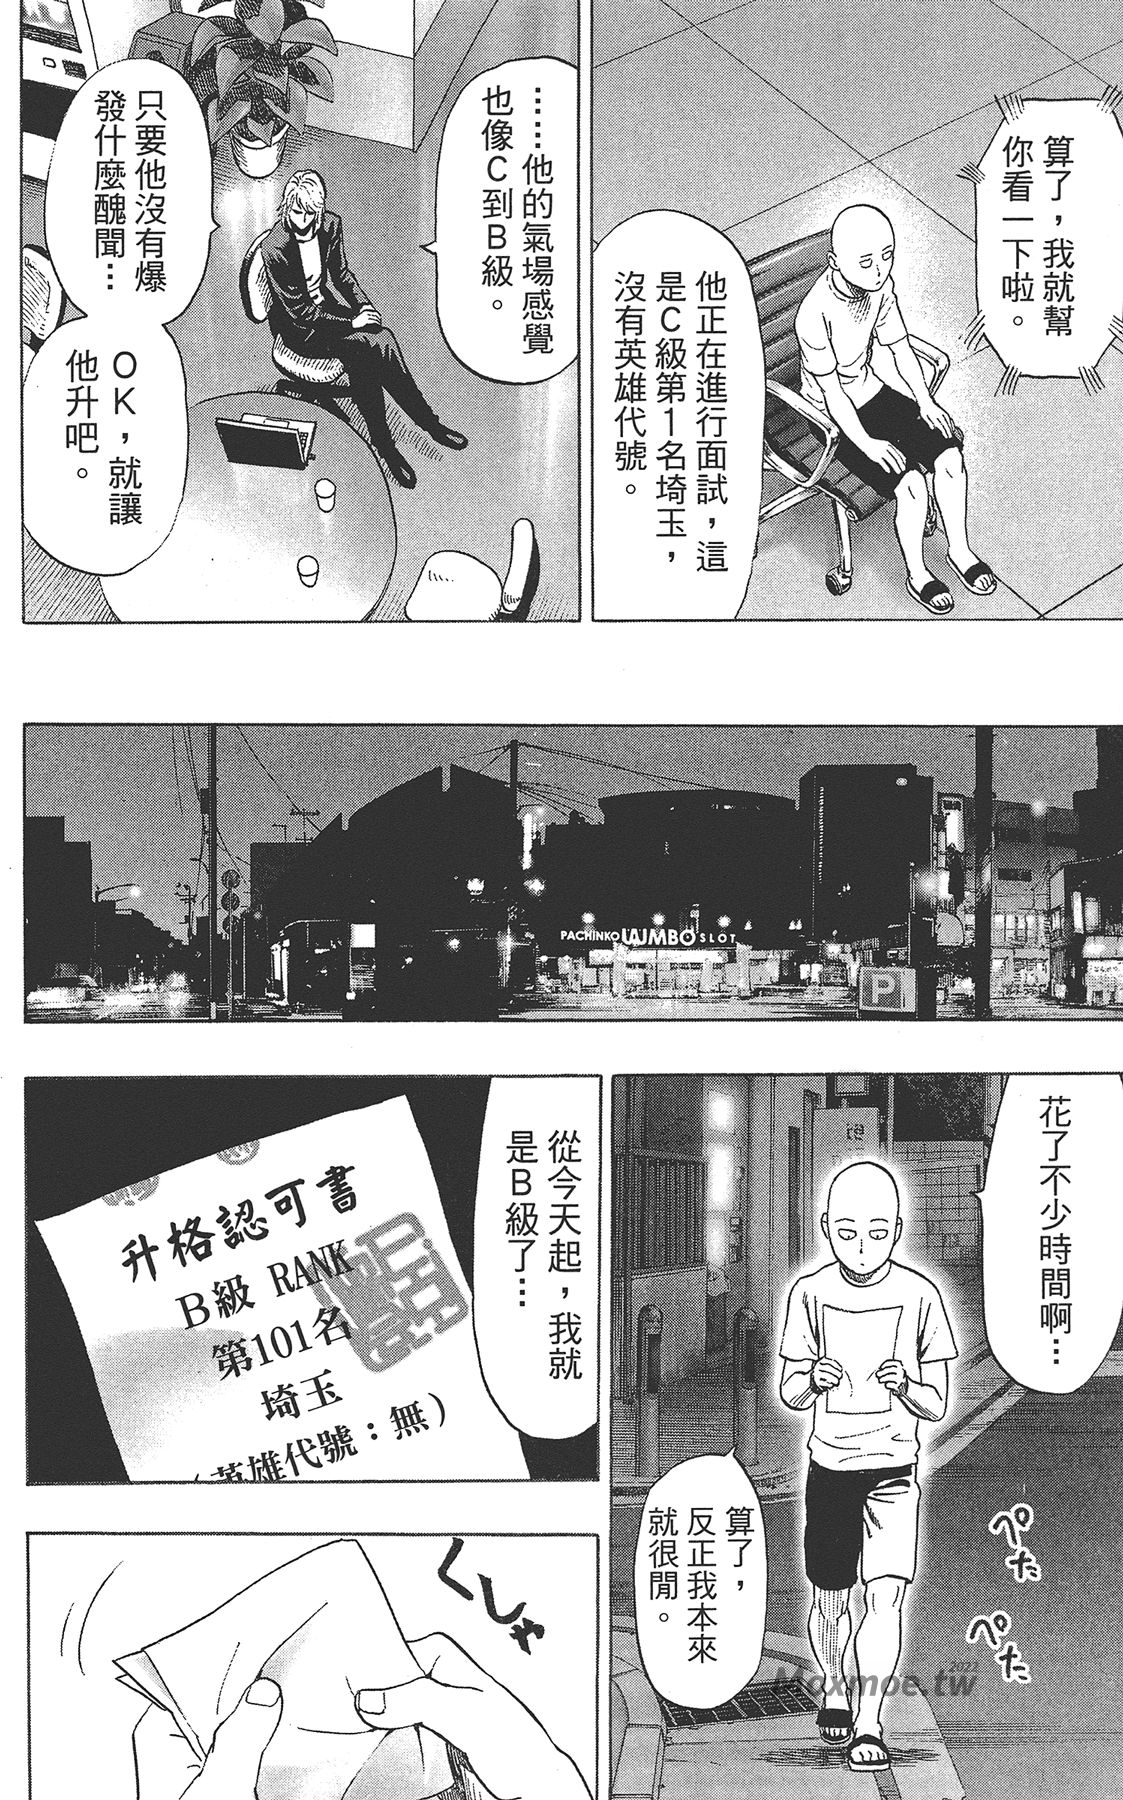 算了，我就幫
你看一下啦。
他正在進行面試，這
是C級第1名埼玉，
沒有英雄代號。
……他的氣場感覺
也像C到B級。
只要他沒有爆
發什麼醜聞…
OK，就讓
他升吧。
PACHINKO JUMBO SLOT
P
花了不少時間啊…
算了，
反正我本來
就很閒。
ぺた
ぺた
從今天起，我就
是B級了…
升格認可書
B級 RANK
第101名
埼玉
（英雄代號：無）
くしゃ
Moxmoe.tw
2021